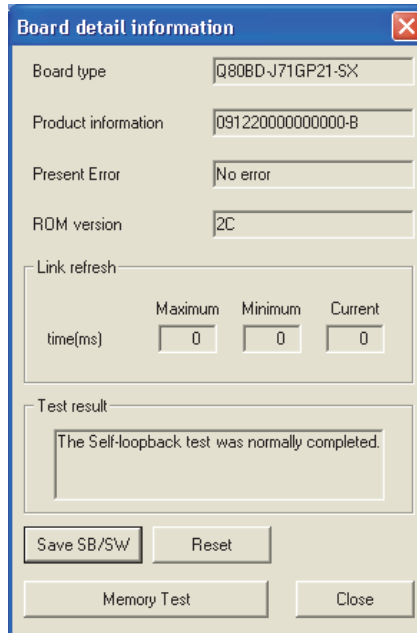 Board detail information
Board type Q80BD-J71GP21-SX
Product information 091220000000000-B
Present Error No error
ROM version 2C
Link refresh
Maximum Minimum Current
time(ms) 0 0 0
Test result
The Self-loopback test was normally completed.
Save SB/SW Reset
Memory Test Close